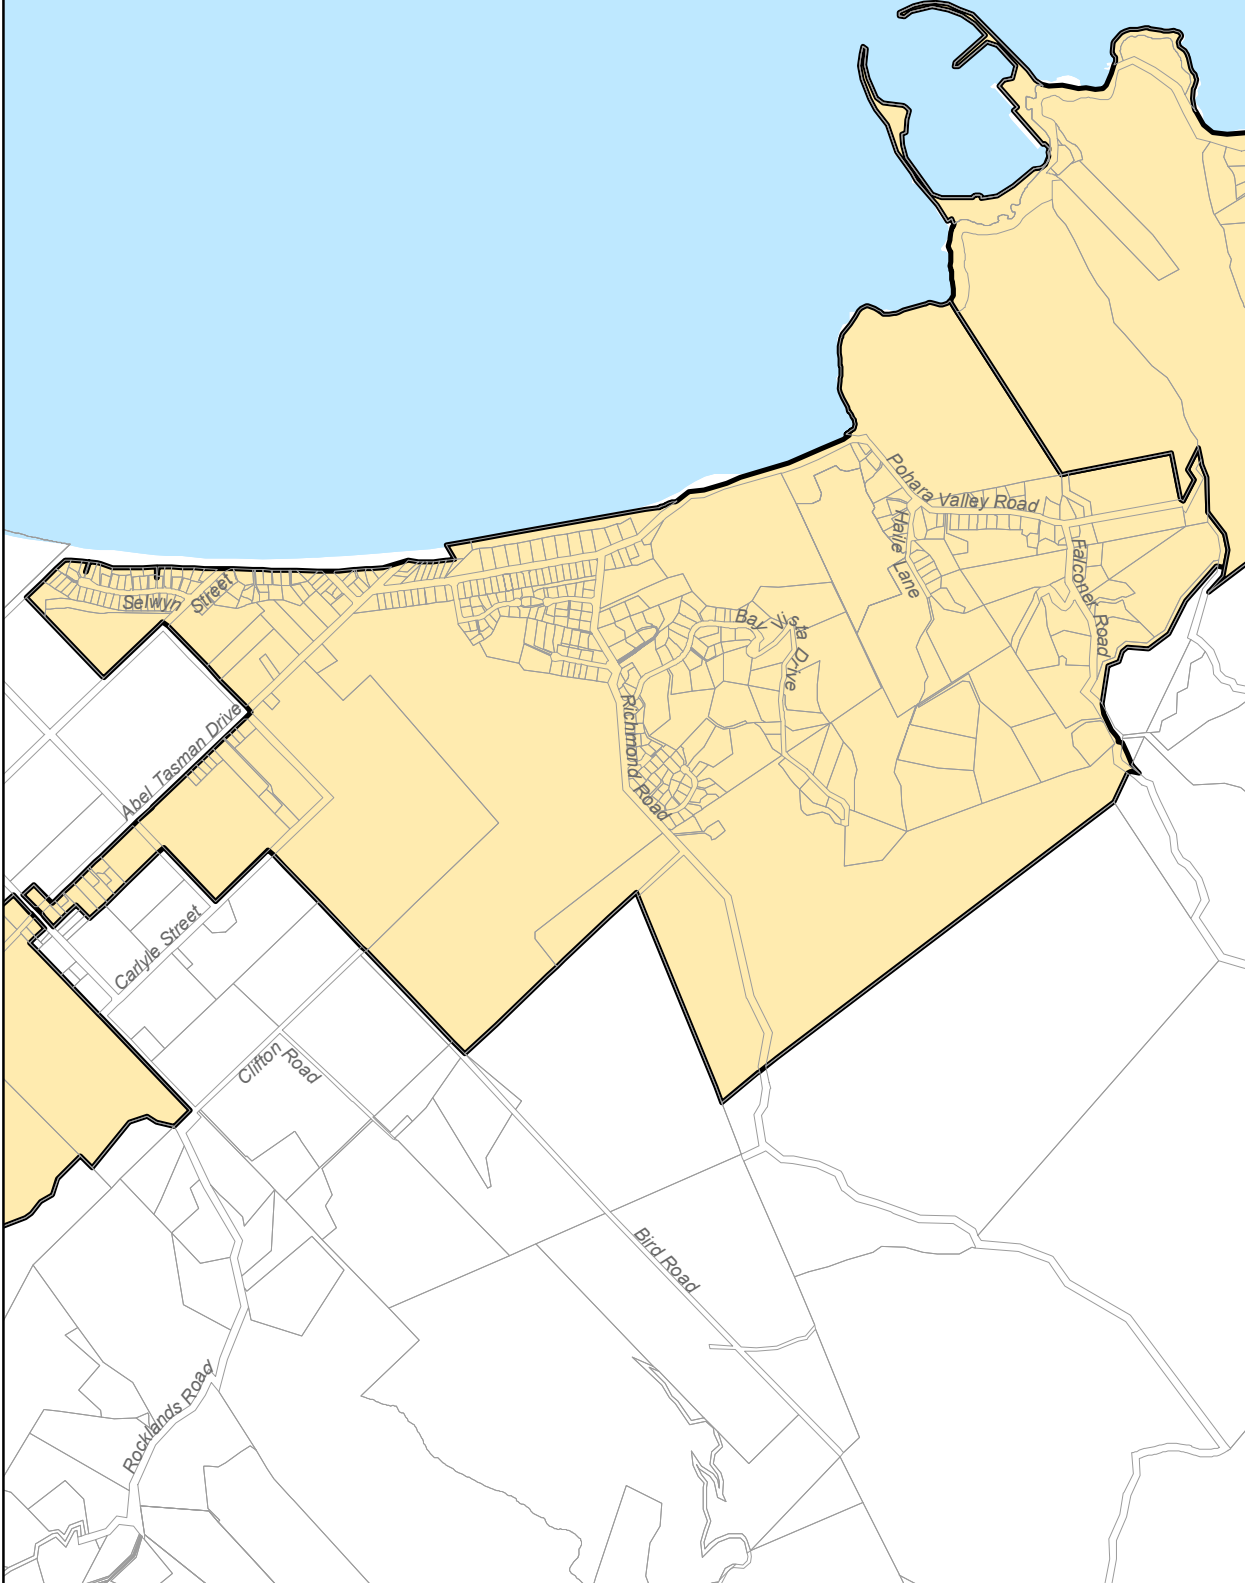 Pohara Valley Road
Haile Lane
Falconer Road
Selwyn Street
Bay Vista Drive
Richmond Road
Abel Tasman Drive
Carlyle Street
Clifton Road
Bird Road
Rocklands Road